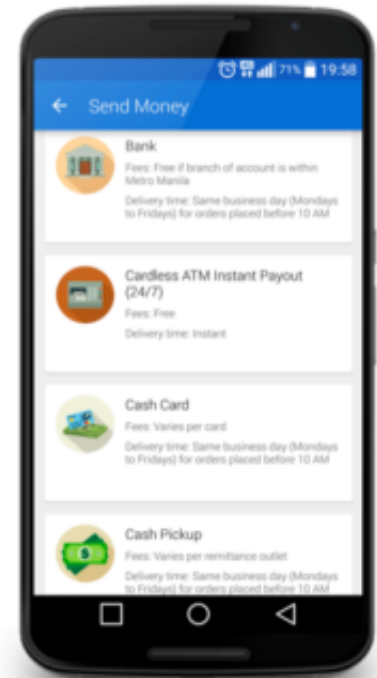 71% 19:58
Send Money
Bank
Fees: Free if branch of account is within
Metro Manila
Delivery time: Same business day (Mondays
to Fridays) for orders placed before 10 AM
Cardless ATM Instant Payout
(24/7)
Fees: Free
Delivery time: Instant
Cash Card
Fees: Varies per card
Delivery time: Same business day (Mondays
to Fridays) for orders placed before 10 AM
Cash Pickup
Fees: Varies per remittance outlet
Delivery time: Same business day (Mondays
to Fridays) for orders placed before 10 AM